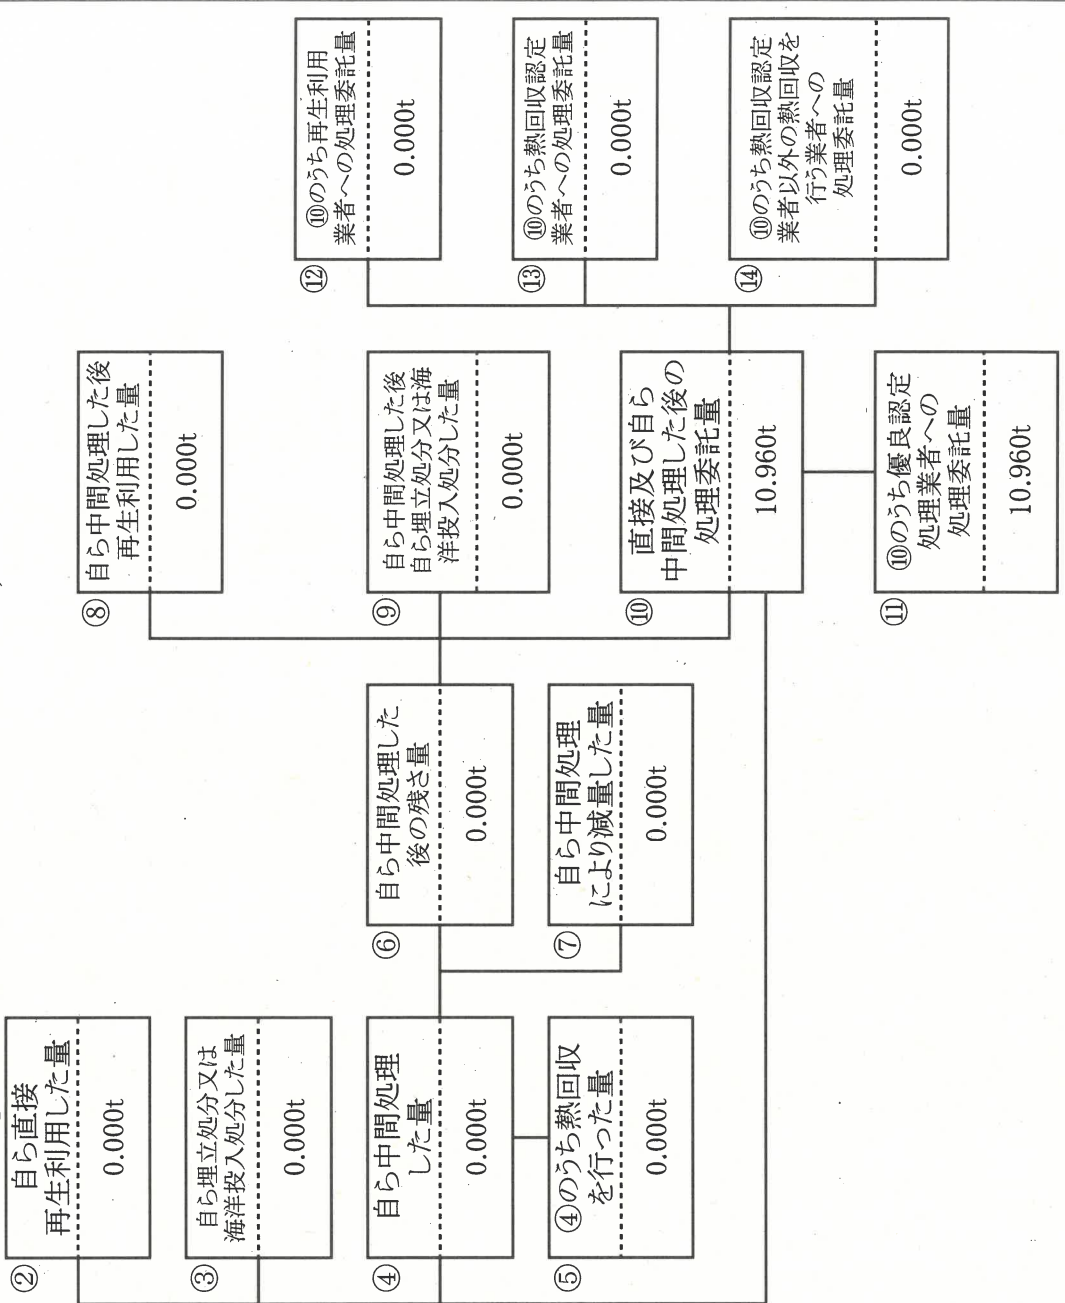 ②
自ら直接
再生利用した量
0.000t
③
自ら埋立処分又は
海洋投入処分した量
0.000t
④
自ら中間処理
した量
0.000t
⑤
④のうち熱回収
を行った量
0.000t
⑥
自ら中間処理した
後の残さ量
0.000t
⑦
自ら中間処理
により減量した量
0.000t
⑧
自ら中間処理した後
再生利用した量
0.000t
⑨
自ら中間処理した後
自ら埋立処分又は海
洋投入処分した量
0.000t
⑩
直接及び自ら
中間処理した後の
処理委託量
10.960t
⑪
⑩のうち優良認定
処理業者への
処理委託量
10.960t
⑫
⑩のうち再生利用
業者への処理委託量
0.000t
⑬
⑩のうち熱回収認定
業者への処理委託量
0.000t
⑭
⑩のうち熱回収認定
業者以外の熱回収を
行う業者への
処理委託量
0.000t